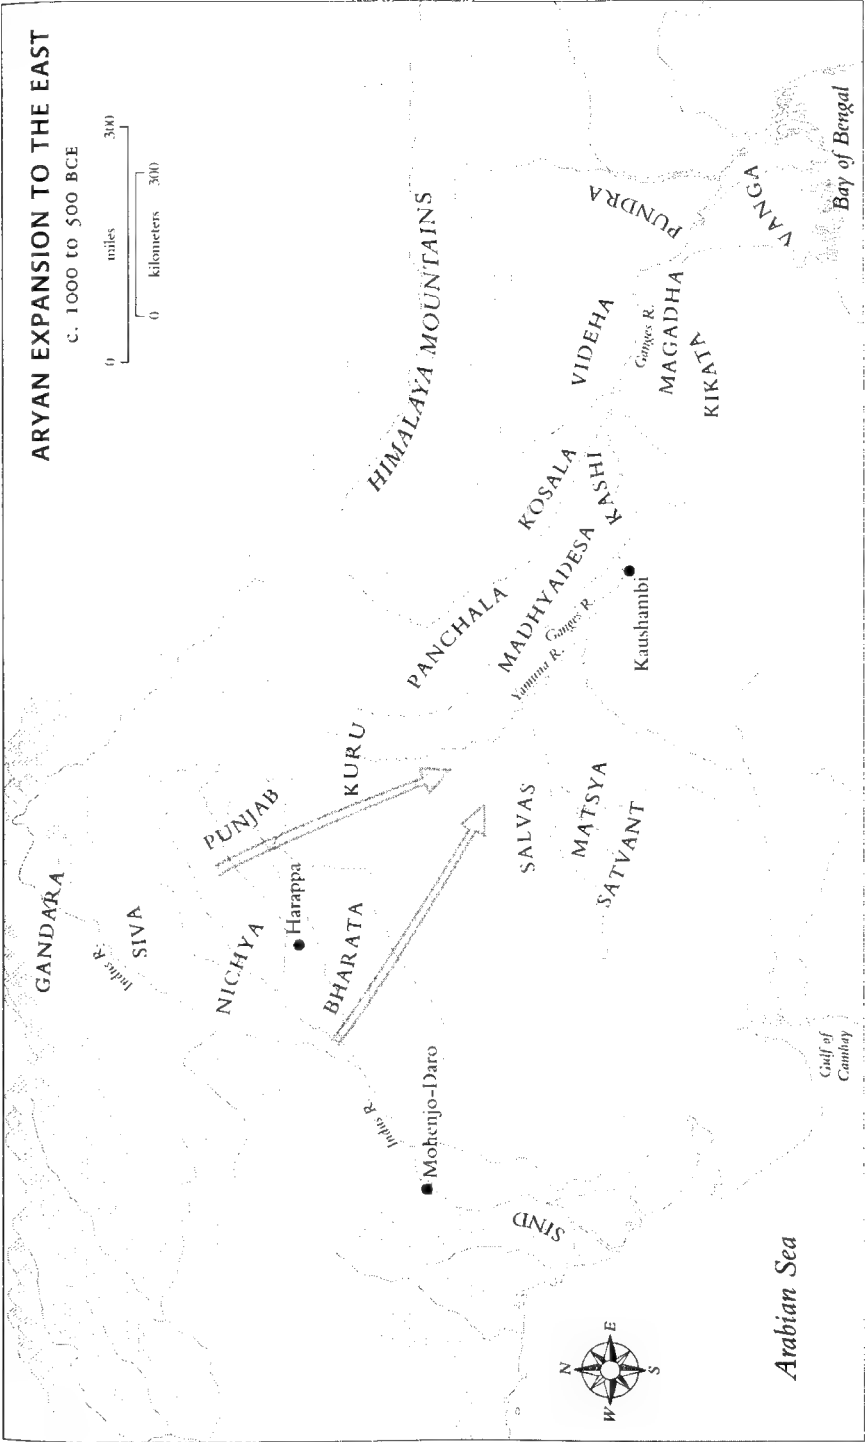 ARYAN EXPANSION TO THE EAST
c. 1000 to 500 BCE
0 miles 300
0 kilometers 300
GANDARA
Indus R.
SIVA
NICHYA
PUNJAB
Harappa
BHARATA
KURU
HIMALAYA MOUNTAINS
Indus R.
Mohenjo-Daro
PANCHALA
MADHYADESA
Yamuna R.
Ganges R.
KOSALA
KASHI
VIDEHA
PUNDRA
SIND
SALVAS
MATSYA
SATVANT
Kaushambi
Ganges R.
MAGADHA
KIKATA
VANGA
N
W
E
S
Arabian Sea
Gulf of
Cambay
Bay of Bengal